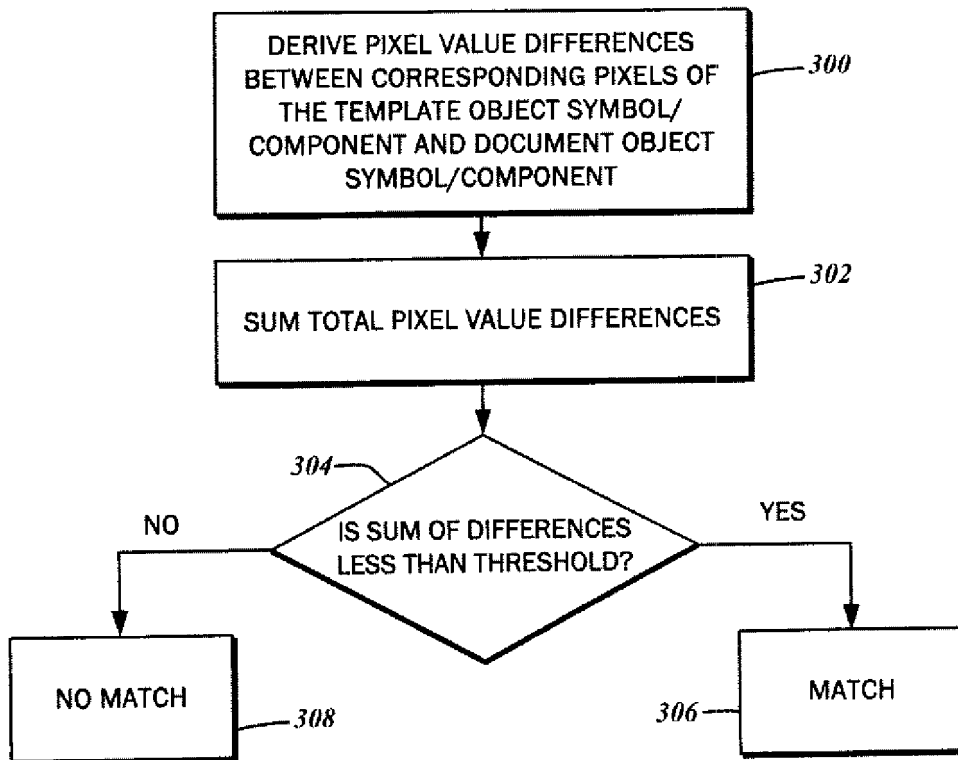 DERIVE PIXEL VALUE DIFFERENCES
BETWEEN CORRESPONDING PIXELS OF
THE TEMPLATE OBJECT SYMBOL/
COMPONENT AND DOCUMENT OBJECT
SYMBOL/COMPONENT
300
SUM TOTAL PIXEL VALUE DIFFERENCES
302
304
IS SUM OF DIFFERENCES
LESS THAN THRESHOLD?
NO
YES
NO MATCH
308
MATCH
306